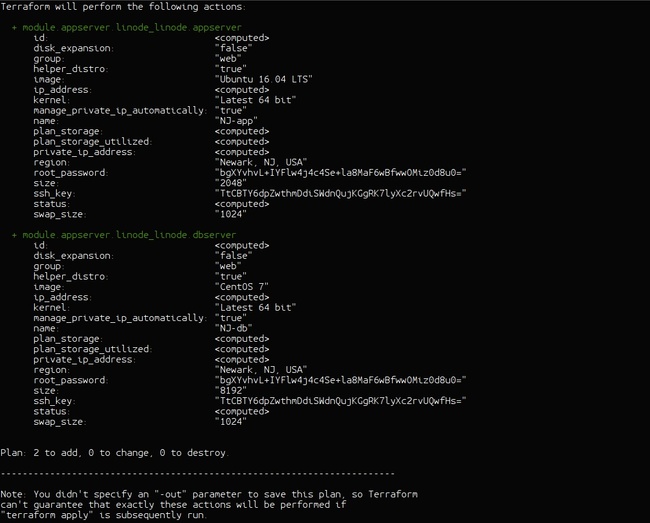 Terraform will perform the following actions:
+ module.appserver.linode_linode.appserver
id: <computed>
disk_expansion: "false"
group: "web"
helper_distro: "true"
image: "Ubuntu 16.04 LTS"
ip_address: <computed>
kernel: "Latest 64 bit"
manage_private_ip_automatically: "true"
name: "NJ-app"
plan_storage: <computed>
plan_storage_utilized: <computed>
private_ip_address: <computed>
region: "Newark, NJ, USA"
root_password: "bgXYvhvL+IYFlw4j4c4Se+la8MaF6wBfww0Miz0d8u0="
size: "2048"
ssh_key: "TtCBTY6dpZwthmDdiSWdnQujKGgRK7lyXc2rvUQwfHs="
status: <computed>
swap_size: "1024"
+ module.appserver.linode_linode.dbserver
id: <computed>
disk_expansion: "false"
group: "web"
helper_distro: "true"
image: "CentOS 7"
ip_address: <computed>
kernel: "Latest 64 bit"
manage_private_ip_automatically: "true"
name: "NJ-db"
plan_storage: <computed>
plan_storage_utilized: <computed>
private_ip_address: <computed>
region: "Newark, NJ, USA"
root_password: "bgXYvhvL+IYFlw4j4c4Se+la8MaF6wBfww0Miz0d8u0="
size: "8192"
ssh_key: "TtCBTY6dpZwthmDdiSWdnQujKGgRK7lyXc2rvUQwfHs="
status: <computed>
swap_size: "1024"
Plan: 2 to add, 0 to change, 0 to destroy.
------------------------------------------------------------------------
Note: You didn't specify an "-out" parameter to save this plan, so Terraform
can't guarantee that exactly these actions will be performed if
"terraform apply" is subsequently run.